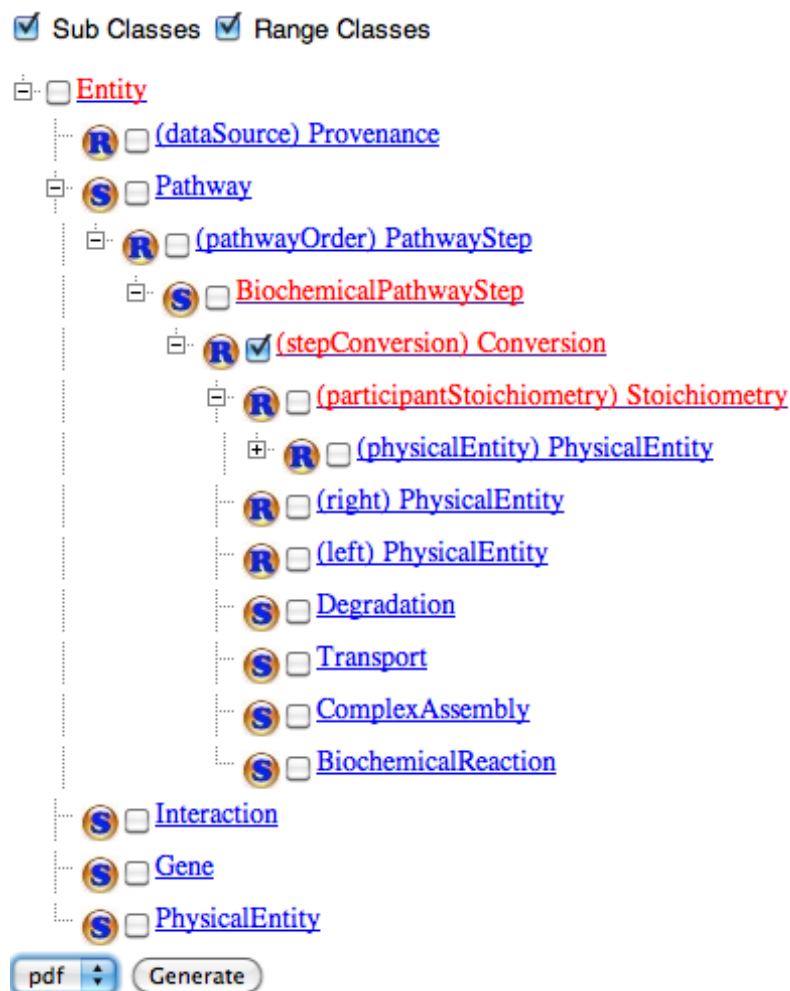 Sub Classes Range Classes
Entity
R (dataSource) Provenance
S Pathway
R (pathwayOrder) PathwayStep
S BiochemicalPathwayStep
R (stepConversion) Conversion
R (participantStoichiometry) Stoichiometry
R (physicalEntity) PhysicalEntity
R (right) PhysicalEntity
R (left) PhysicalEntity
S Degradation
S Transport
S ComplexAssembly
S BiochemicalReaction
S Interaction
S Gene
S PhysicalEntity
pdf Generate